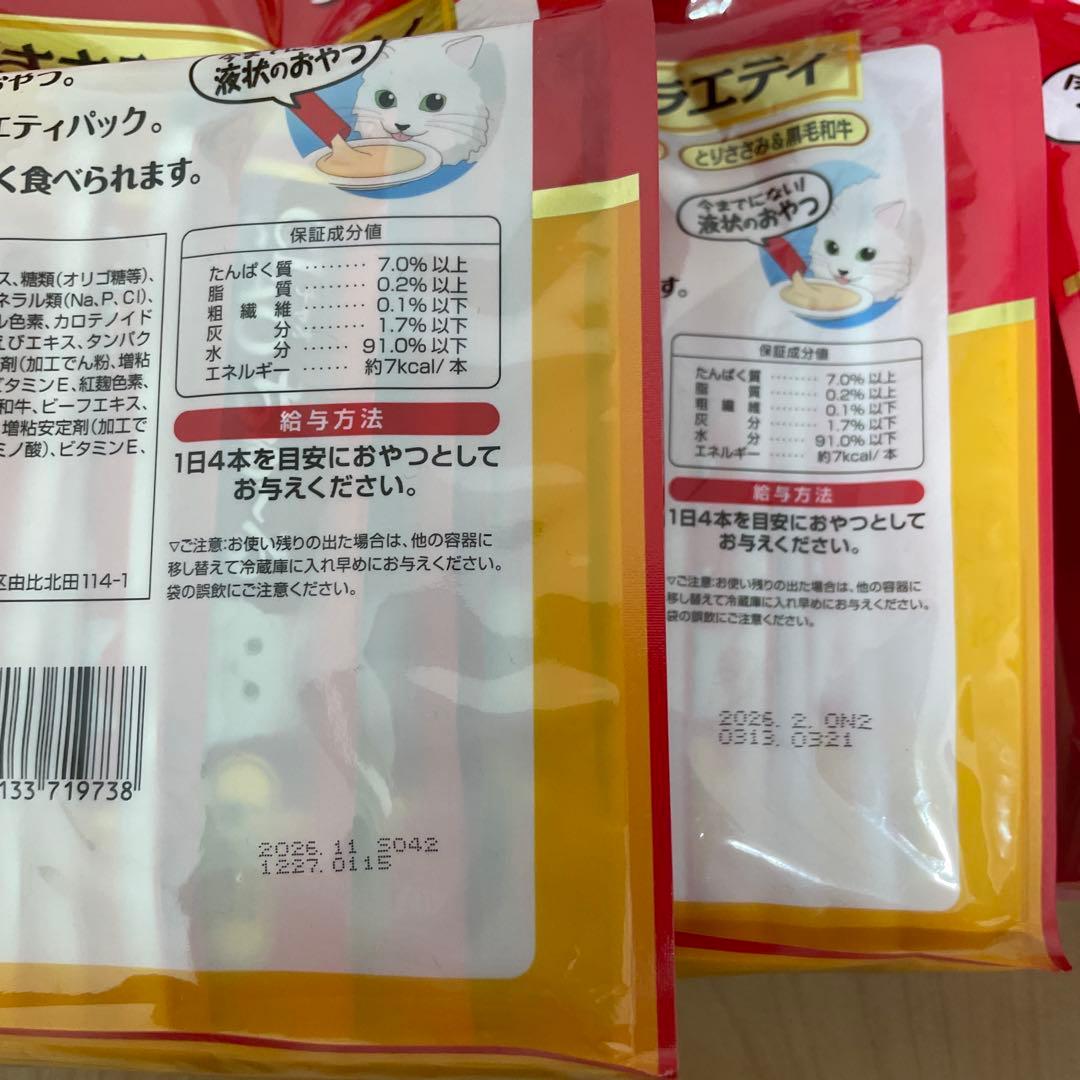 おやつ。
今までにない!
液状のおやつ
エティパック。
く食べられます。
ス、糖類(オリゴ糖等)、
ネラル類(Na、P、Cl)、
ル色素、カロテノイド
えびエキス、タンパク
剤(加工でん粉、増粘
ビタミンE、紅麹色素、
和牛、ビーフエキス、
増粘安定剤(加工で
ミノ酸)、ビタミンE、
区由比北田114-1
133 719738
保証成分値
たんぱく質 ········ 7.0%以上
脂質 ········ 0.2%以上
粗繊維 ········ 0.1%以下
灰分 ········ 1.7%以下
水分 ······ 91.0%以下
エネルギー ······ 約7kcal/本
給与方法
1日4本を目安におやつとして
お与えください。
▽ご注意:お使い残りの出た場合は、他の容器に
移し替えて冷蔵庫に入れ早めにお与えください。
袋の誤飲にご注意ください。
2026.11 S042
1227.0115
ラエティ
とりささみ&黒毛和牛
今までにない!
液状のおやつ
す。
保証成分値
たんぱく質 ········ 7.0%以上
脂質 ········ 0.2%以上
粗繊維 ········ 0.1%以下
灰分 ········ 1.7%以下
水分 ······ 91.0%以下
エネルギー ······ 約7kcal/本
給与方法
1日4本を目安におやつとして
お与えください。
▽ご注意:お使い残りの出た場合は、他の容器に
移し替えて冷蔵庫に入れ早めにお与えください。
袋の誤飲にご注意ください。
2026. 2. ON2
0313. 0321